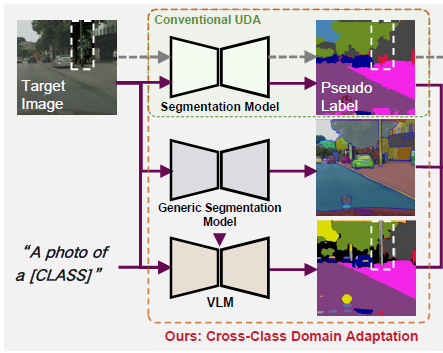 Conventional UDA
Target
Image
Segmentation Model
Pseudo
Label
Generic Segmentation
Model
“A photo of
a [CLASS]”
VLM
Ours: Cross-Class Domain Adaptation